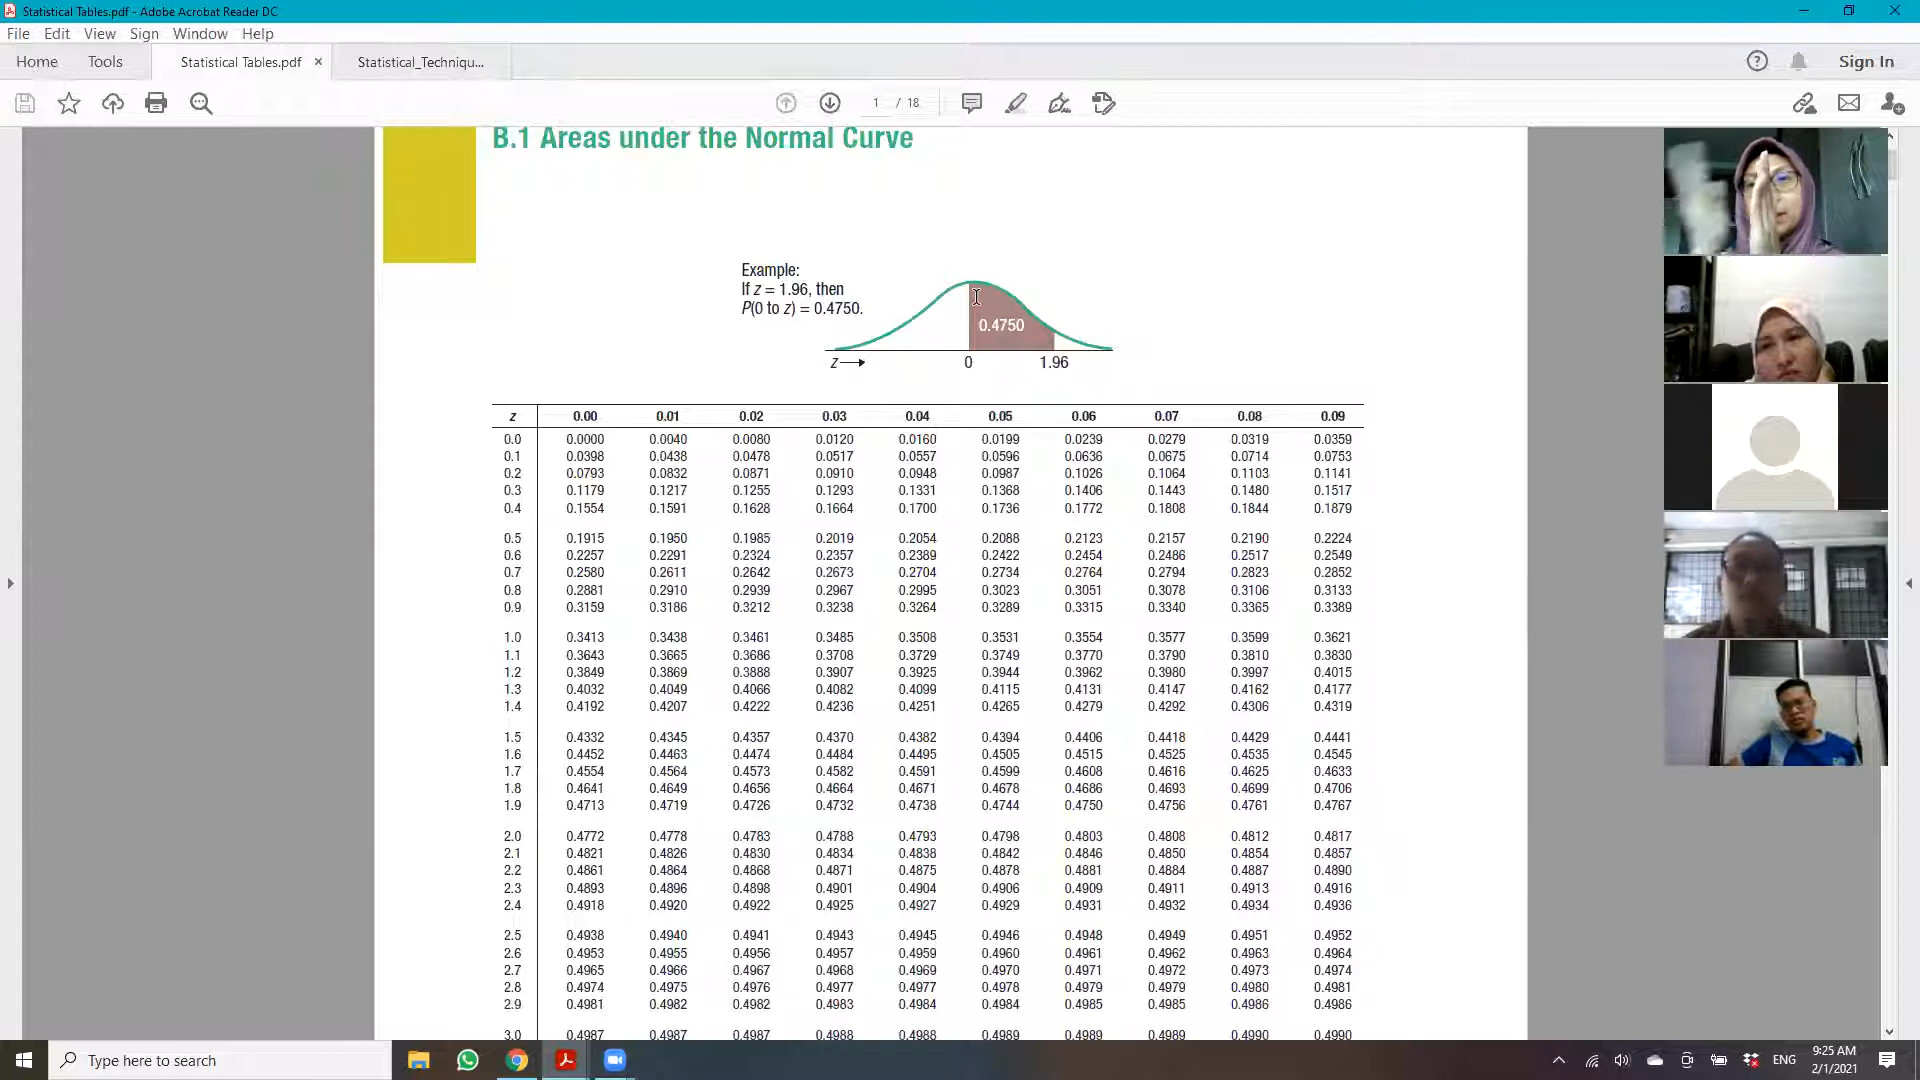 Statistical Tables.pdf - Adobe Acrobat Reader DC
File Edit View Sign Window Help
Home Tools Statistical Tables.pdf × Statistical_Techniqu... Sign In
1 / 18
B.1 Areas under the Normal Curve
Example:
If z = 1.96, then
P(0 to z) = 0.4750.
0.4750
z 0 1.96
z 0.00 0.01 0.02 0.03 0.04 0.05 0.06 0.07 0.08 0.09
0.0 0.0000 0.0040 0.0080 0.0120 0.0160 0.0199 0.0239 0.0279 0.0319 0.0359
0.1 0.0398 0.0438 0.0478 0.0517 0.0557 0.0596 0.0636 0.0675 0.0714 0.0753
0.2 0.0793 0.0832 0.0871 0.0910 0.0948 0.0987 0.1026 0.1064 0.1103 0.1141
0.3 0.1179 0.1217 0.1255 0.1293 0.1331 0.1368 0.1406 0.1443 0.1480 0.1517
0.4 0.1554 0.1591 0.1628 0.1664 0.1700 0.1736 0.1772 0.1808 0.1844 0.1879
0.5 0.1915 0.1950 0.1985 0.2019 0.2054 0.2088 0.2123 0.2157 0.2190 0.2224
0.6 0.2257 0.2291 0.2324 0.2357 0.2389 0.2422 0.2454 0.2486 0.2517 0.2549
0.7 0.2580 0.2611 0.2642 0.2673 0.2704 0.2734 0.2764 0.2794 0.2823 0.2852
0.8 0.2881 0.2910 0.2939 0.2967 0.2995 0.3023 0.3051 0.3078 0.3106 0.3133
0.9 0.3159 0.3186 0.3212 0.3238 0.3264 0.3289 0.3315 0.3340 0.3365 0.3389
1.0 0.3413 0.3438 0.3461 0.3485 0.3508 0.3531 0.3554 0.3577 0.3599 0.3621
1.1 0.3643 0.3665 0.3686 0.3708 0.3729 0.3749 0.3770 0.3790 0.3810 0.3830
1.2 0.3849 0.3869 0.3888 0.3907 0.3925 0.3944 0.3962 0.3980 0.3997 0.4015
1.3 0.4032 0.4049 0.4066 0.4082 0.4099 0.4115 0.4131 0.4147 0.4162 0.4177
1.4 0.4192 0.4207 0.4222 0.4236 0.4251 0.4265 0.4279 0.4292 0.4306 0.4319
1.5 0.4332 0.4345 0.4357 0.4370 0.4382 0.4394 0.4406 0.4418 0.4429 0.4441
1.6 0.4452 0.4463 0.4474 0.4484 0.4495 0.4505 0.4515 0.4525 0.4535 0.4545
1.7 0.4554 0.4564 0.4573 0.4582 0.4591 0.4599 0.4608 0.4616 0.4625 0.4633
1.8 0.4641 0.4649 0.4656 0.4664 0.4671 0.4678 0.4686 0.4693 0.4699 0.4706
1.9 0.4713 0.4719 0.4726 0.4732 0.4738 0.4744 0.4750 0.4756 0.4761 0.4767
2.0 0.4772 0.4778 0.4783 0.4788 0.4793 0.4798 0.4803 0.4808 0.4812 0.4817
2.1 0.4821 0.4826 0.4830 0.4834 0.4838 0.4842 0.4846 0.4850 0.4854 0.4857
2.2 0.4861 0.4864 0.4868 0.4871 0.4875 0.4878 0.4881 0.4884 0.4887 0.4890
2.3 0.4893 0.4896 0.4898 0.4901 0.4904 0.4906 0.4909 0.4911 0.4913 0.4916
2.4 0.4918 0.4920 0.4922 0.4925 0.4927 0.4929 0.4931 0.4932 0.4934 0.4936
2.5 0.4938 0.4940 0.4941 0.4943 0.4945 0.4946 0.4948 0.4949 0.4951 0.4952
2.6 0.4953 0.4955 0.4956 0.4957 0.4959 0.4960 0.4961 0.4962 0.4963 0.4964
2.7 0.4965 0.4966 0.4967 0.4968 0.4969 0.4970 0.4971 0.4972 0.4973 0.4974
2.8 0.4974 0.4975 0.4976 0.4977 0.4977 0.4978 0.4979 0.4979 0.4980 0.4981
2.9 0.4981 0.4982 0.4982 0.4983 0.4984 0.4984 0.4985 0.4985 0.4986 0.4986
3.0 0.4987 0.4987 0.4987 0.4988 0.4988 0.4989 0.4989 0.4989 0.4990 0.4990
Type here to search
ENG
9:25 AM
2/1/2021